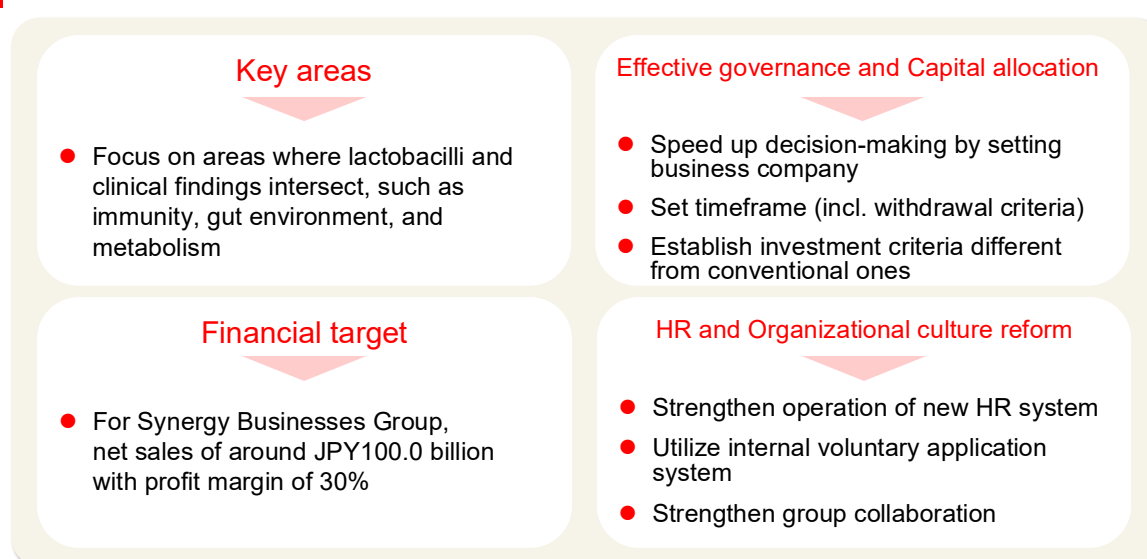 Key areas
Focus on areas where lactobacilli and
clinical findings intersect, such as
immunity, gut environment, and
metabolism
Effective governance and Capital allocation
Speed up decision-making by setting
business company
Set timeframe (incl. withdrawal criteria)
Establish investment criteria different
from conventional ones
Financial target
For Synergy Businesses Group,
net sales of around JPY100.0 billion
with profit margin of 30%
HR and Organizational culture reform
Strengthen operation of new HR system
Utilize internal voluntary application
system
Strengthen group collaboration